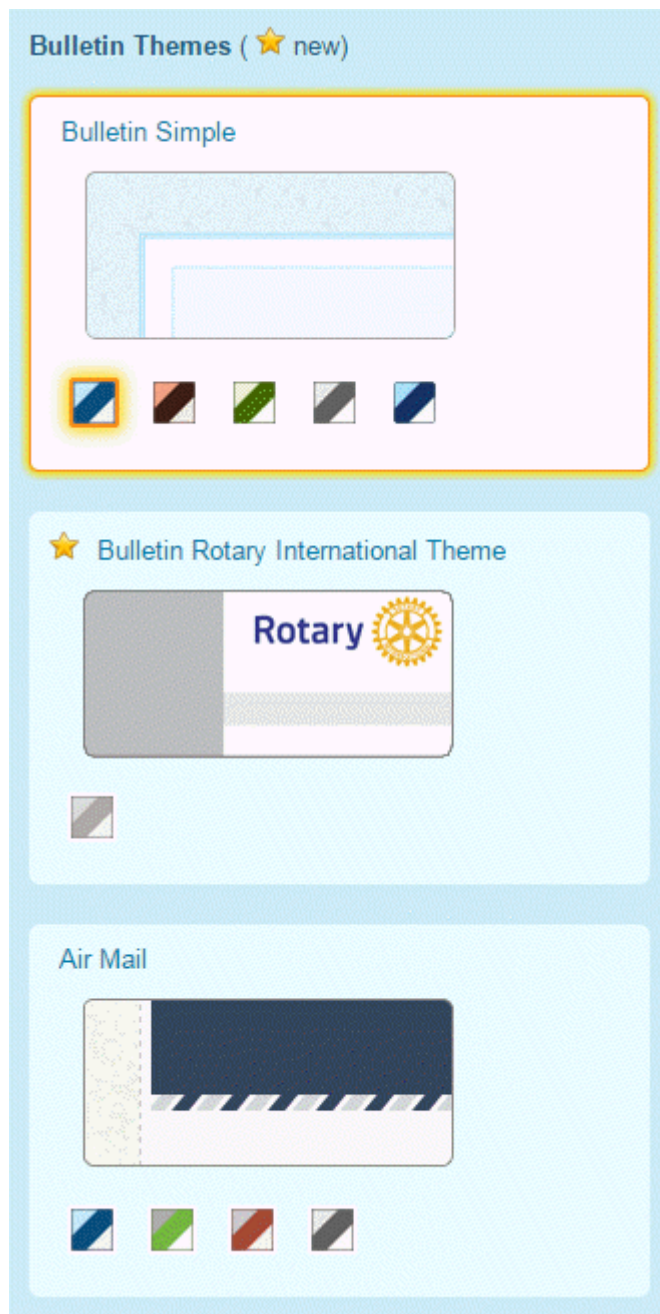 Bulletin Themes ( new)
Bulletin Simple
Bulletin Rotary International Theme
Rotary
Air Mail